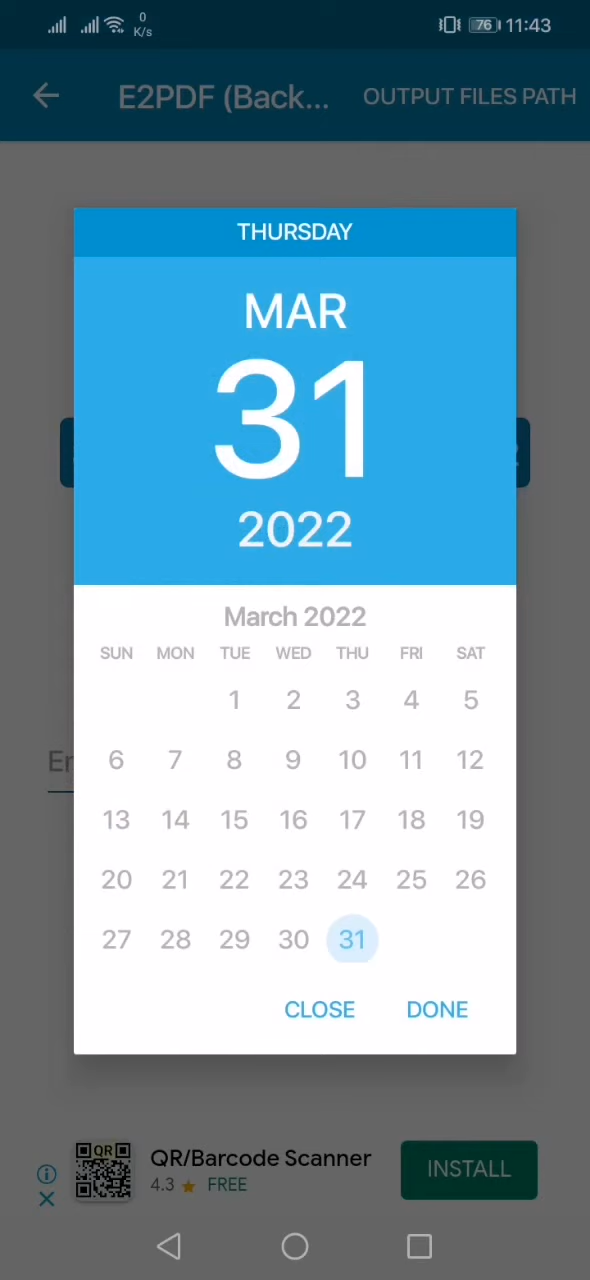 0
K/s
76
11:43
E2PDF (Back...
OUTPUT FILES PATH
THURSDAY
MAR
31
2022
March 2022
SUN MON TUE WED THU FRI SAT
1 2 3 4 5
6 7 8 9 10 11 12
13 14 15 16 17 18 19
20 21 22 23 24 25 26
27 28 29 30 31
CLOSE DONE
QR
QR/Barcode Scanner
4.3 ★ FREE
INSTALL